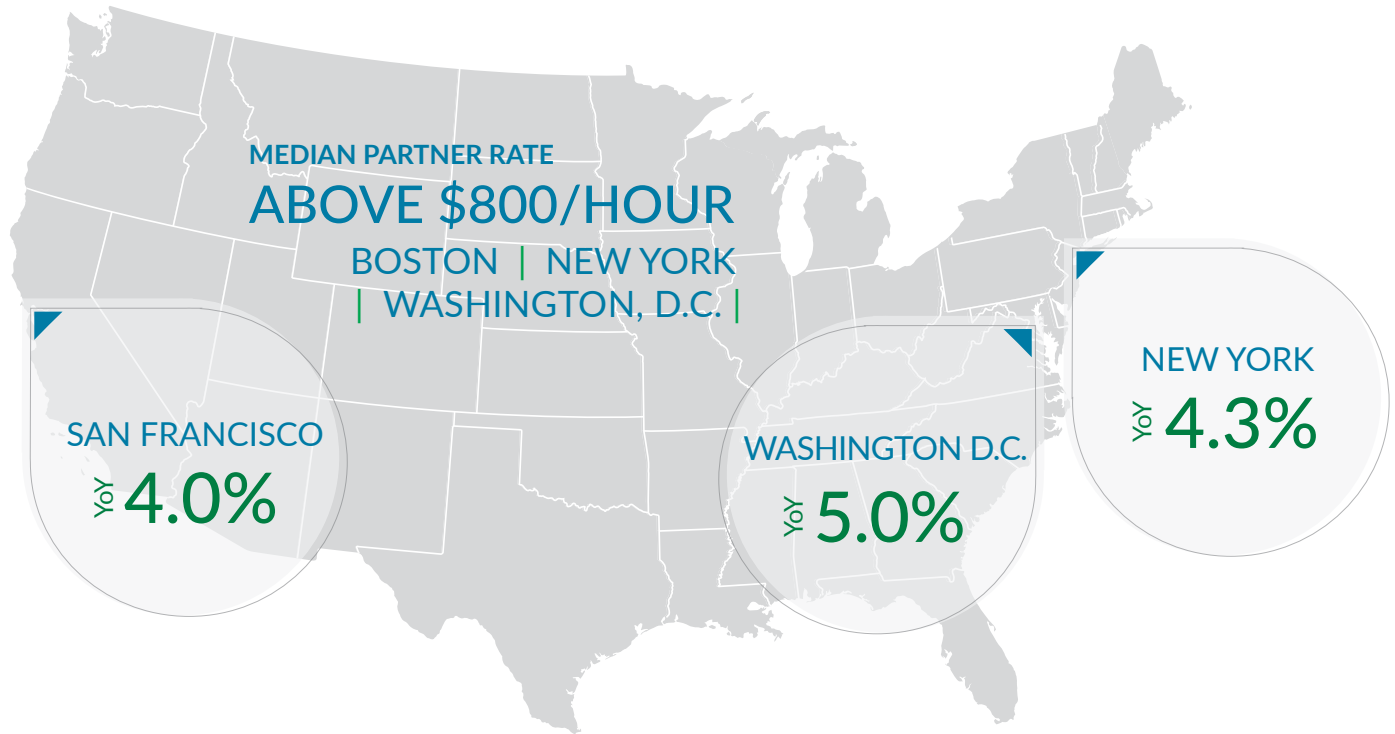 MEDIAN PARTNER RATE
ABOVE $800/HOUR
BOSTON | NEW YORK
| WASHINGTON, D.C. |
SAN FRANCISCO
YoY 4.0%
WASHINGTON D.C.
YoY 5.0%
NEW YORK
YoY 4.3%